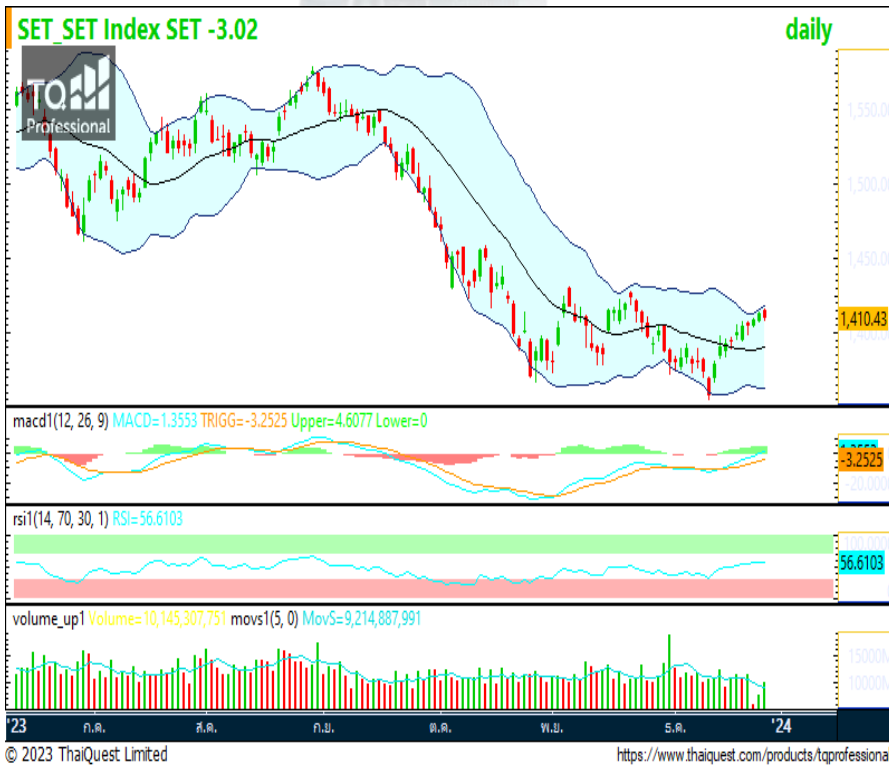 SET_SET Index SET -3.02
daily
TQ
Professional
1,550.00
1,500.00
1,450.00
1,410.43
macd1(12, 26, 9) MACD=1.3553 TRIGG=-3.2525 Upper=4.6077 Lower=0
-3.2525
rsi1(14, 70, 30, 1) RSI=56.6103
56.6103
volume_up1 Volume=10,145,307,751 movs1(5, 0) MovS=9,214,887,991
15000M
10000M
'23 ก.ค. ส.ค. ก.ย. ต.ค. พ.ย. ธ.ค. '24
© 2023 ThaiQuest Limited
https://www.thaiquest.com/products/tqprofessional